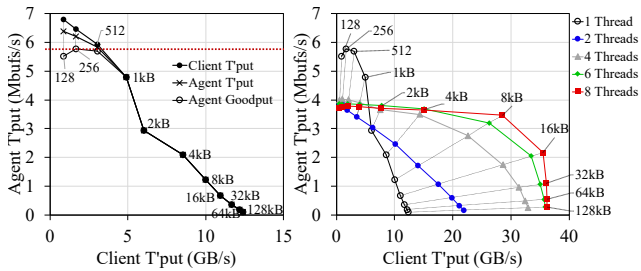 7
6
5
4
3
2
1
0
Agent T'put (Mbufs/s)
512
128
256
1kB
2kB
4kB
8kB
16kB
32kB
64kB
128kB
Client T'put
Agent T'put
Agent Goodput
0
5
10
15
Client T'put (GB/s)
7
6
5
4
3
2
1
0
Agent T'put (Mbufs/s)
128
256
512
1kB
2kB
4kB
8kB
16kB
32kB
64kB
128kB
1 Thread
2 Threads
4 Threads
6 Threads
8 Threads
0
10
20
30
40
Client T'put (GB/s)